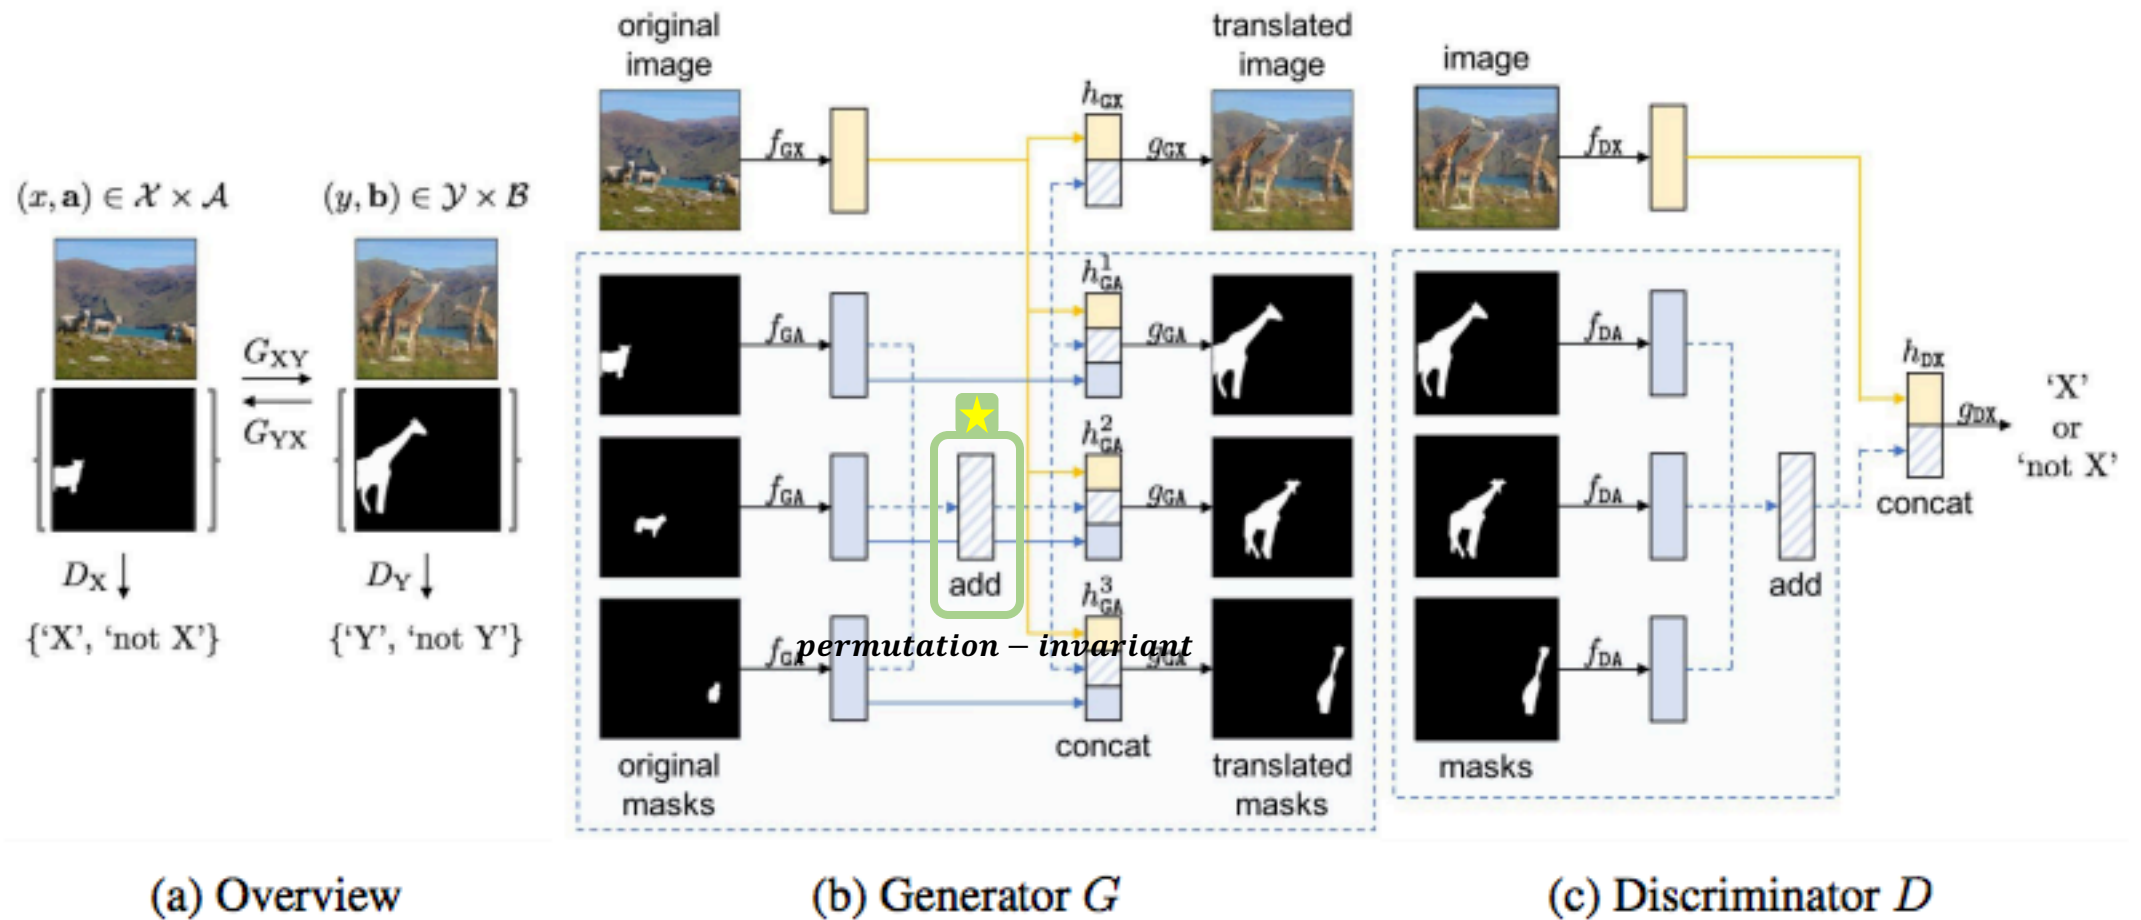 (x, a) ∈ 𝒳 × 𝒜
(y, b) ∈ 𝒴 × ℬ
G_XY
G_YX
D_X
D_Y
{‘X’, ‘not X’}
{‘Y’, ‘not Y’}
(a) Overview
original
image
f_GX
h_GX
g_GX
translated
image
f_GA
h¹_GA
g_GA
f_GA
add
h²_GA
g_GA
permutation – invariant
f_GA
h³_GA
g_GA
concat
original
masks
translated
masks
(b) Generator G
image
f_DX
f_DA
f_DA
f_DA
add
masks
h_DX
concat
g_DX
‘X’
or
‘not X’
(c) Discriminator D